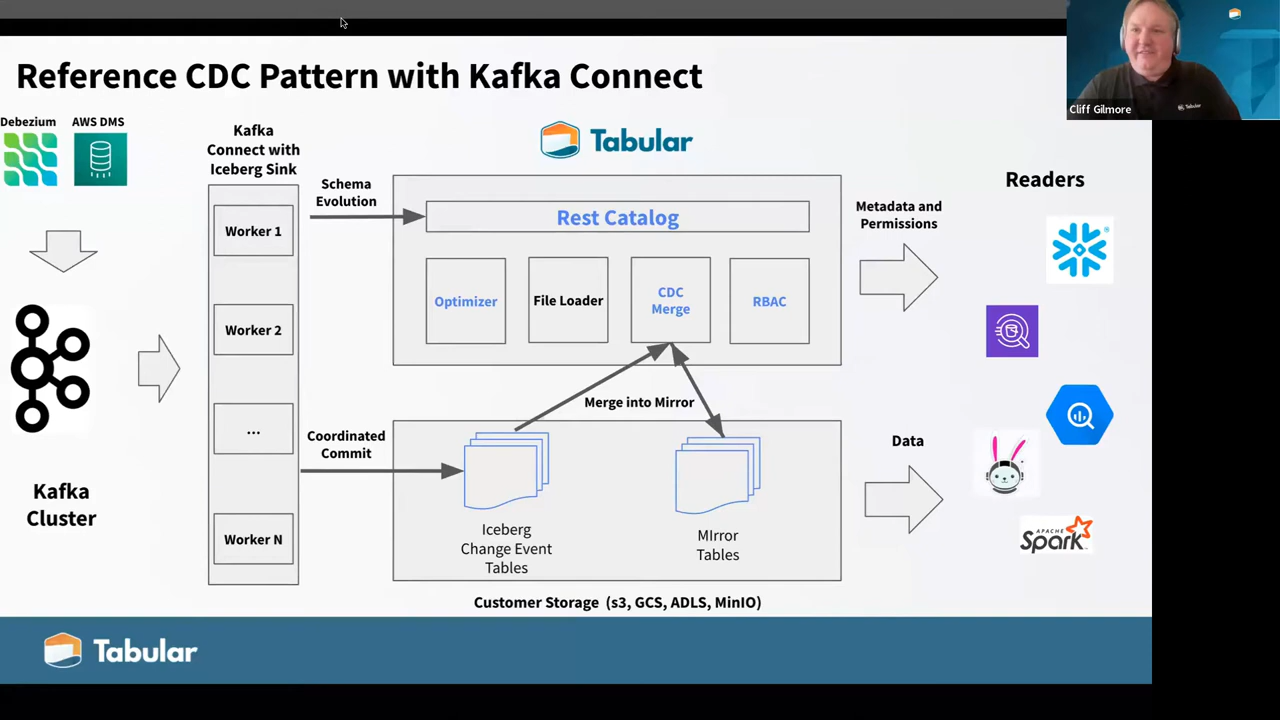 Reference CDC Pattern with Kafka Connect
Cliff Gilmore
Tabular
Debezium
AWS DMS
Kafka
Connect with
Iceberg Sink
Tabular
Schema
Evolution
Rest Catalog
Worker 1
Worker 2
...
Worker N
Optimizer
File Loader
CDC
Merge
RBAC
Metadata and
Permissions
Readers
Merge into Mirror
Coordinated
Commit
Data
Kafka
Cluster
Iceberg
Change Event
Tables
MIrror
Tables
APACHE
Spark
Customer Storage (s3, GCS, ADLS, MinIO)
Tabular